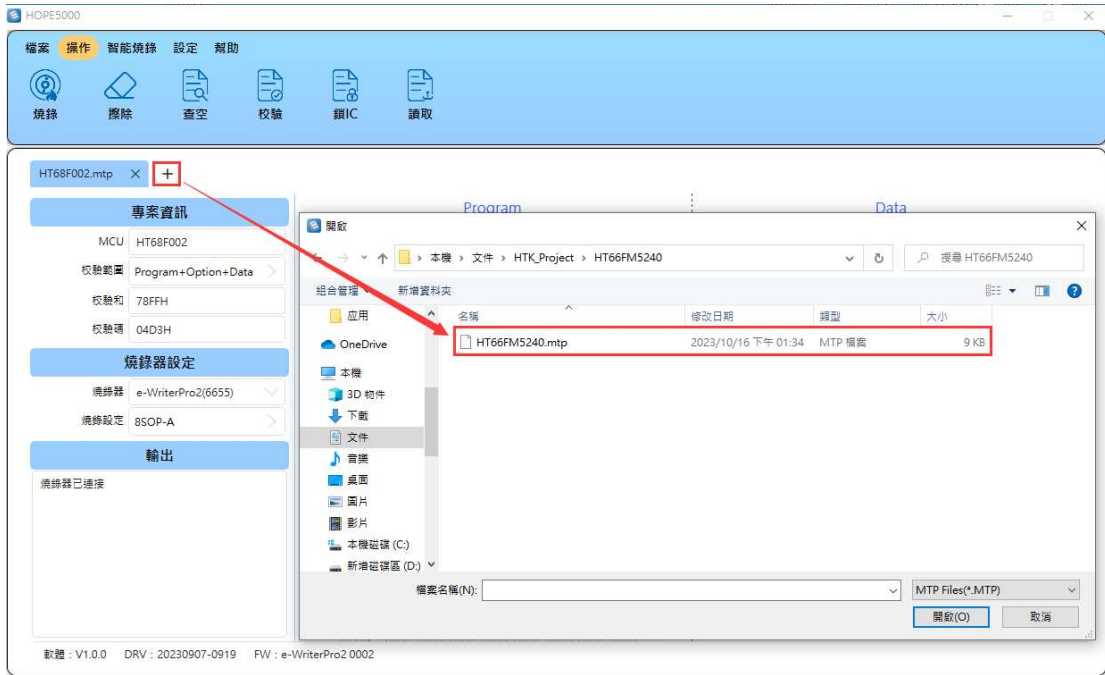 HOPE5000
檔案 操作 智能燒錄 設定 幫助
燒錄 擦除 查空 校驗 鎖IC 讀取
HT68F002.mtp × +
專案資訊
MCU HT68F002
校驗範圍 Program+Option+Data
校驗和 78FFH
校驗碼 04D3H
燒錄器設定
燒錄器 e-WriterPro2(6655)
燒錄設定 8SOP-A
輸出
燒錄器已連接
Program Data
開啟
本機 › 文件 › HTK_Project › HT66FM5240
搜尋 HT66FM5240
組合管理 新增資料夾
名稱 修改日期 類型 大小
HT66FM5240.mtp 2023/10/16 下午 01:34 MTP 檔案 9 KB
應用
OneDrive
本機
3D 物件
下載
文件
音樂
桌面
圖片
影片
本機磁碟 (C:)
新增磁碟區 (D:)
檔案名稱(N):
MTP Files(*.MTP)
開啟(O) 取消
軟體：V1.0.0 DRV：20230907-0919 FW：e-WriterPro2 0002